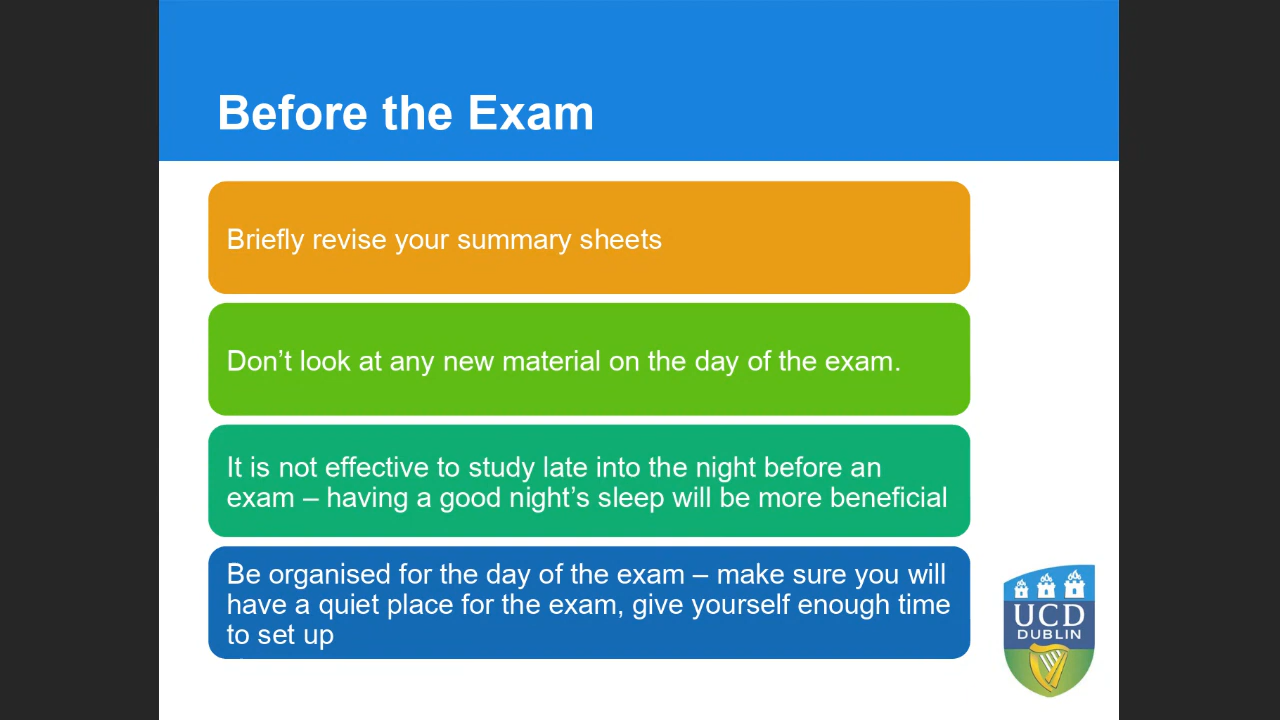 Before the Exam
Briefly revise your summary sheets
Don’t look at any new material on the day of the exam.
It is not effective to study late into the night before an
exam – having a good night’s sleep will be more beneficial
Be organised for the day of the exam – make sure you will
have a quiet place for the exam, give yourself enough time
to set up
UCD
DUBLIN